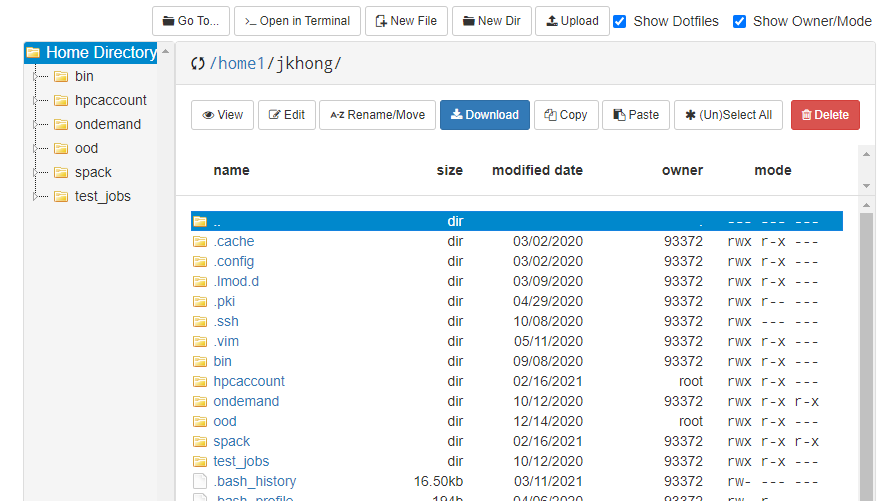 Go To... >_ Open in Terminal New File New Dir Upload Show Dotfiles Show Owner/Mode
Home Directory
bin
hpcaccount
ondemand
ood
spack
test_jobs
/home1/jkhong/
View Edit A-Z Rename/Move Download Copy Paste (Un)Select All Delete
name size modified date owner mode
.. dir . --- --- ---
.cache dir 03/02/2020 93372 rwx r-x ---
.config dir 03/02/2020 93372 rwx r-x ---
.lmod.d dir 03/09/2020 93372 rwx r-x ---
.pki dir 04/29/2020 93372 rwx r-- ---
.ssh dir 10/08/2020 93372 rwx --- ---
.vim dir 05/11/2020 93372 rwx r-x ---
bin dir 09/08/2020 93372 rwx r-x ---
hpcaccount dir 02/16/2021 root rwx r-x ---
ondemand dir 10/12/2020 93372 rwx r-x r-x
ood dir 12/14/2020 root rwx r-x ---
spack dir 02/16/2021 93372 rwx r-x r-x
test_jobs dir 10/12/2020 93372 rwx r-x ---
.bash_history 16.50kb 03/11/2021 93372 rw- --- ---
.bash_profile 194b 04/06/2020 93372